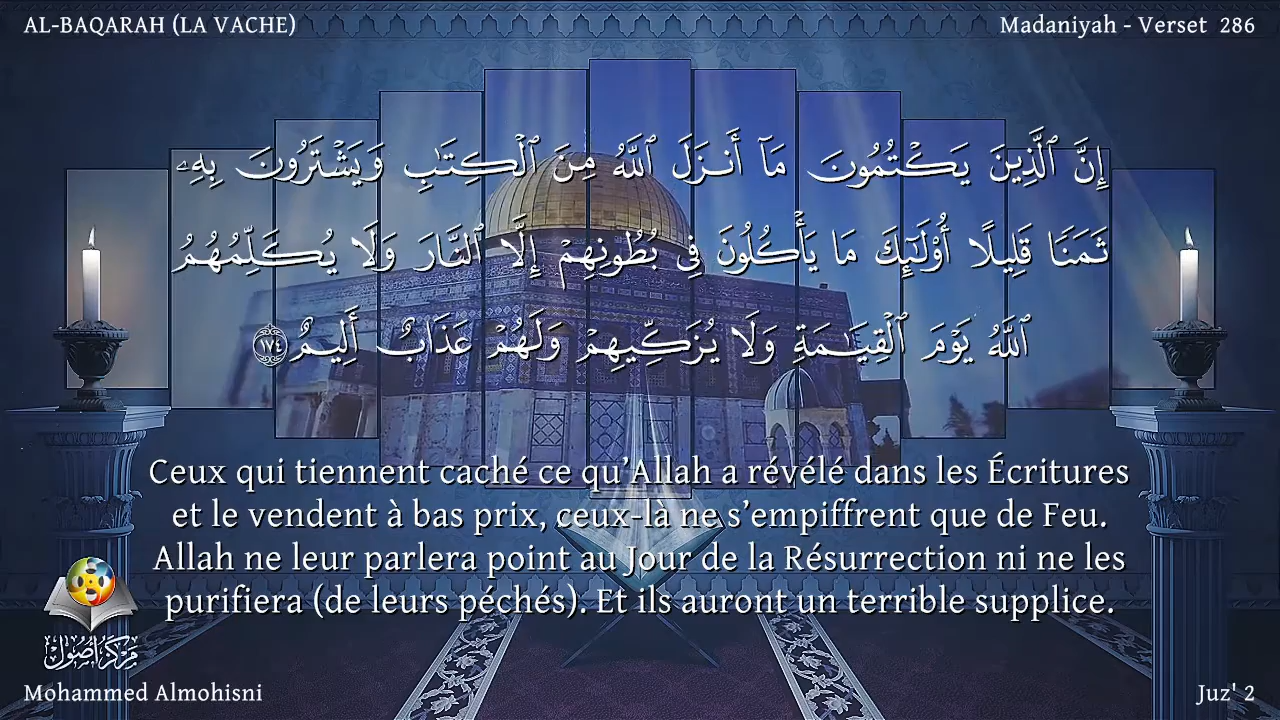 AL-BAQARAH (LA VACHE)
Madaniyah - Verset 286
إِنَّ ٱلَّذِينَ يَكْتُمُونَ مَآ أَنزَلَ ٱللَّهُ مِنَ ٱلْكِتَٰبِ وَيَشْتَرُونَ بِهِۦ
ثَمَنًا قَلِيلًا أُو۟لَٰٓئِكَ مَا يَأْكُلُونَ فِى بُطُونِهِمْ إِلَّا ٱلنَّارَ وَلَا يُكَلِّمُهُمُ
ٱللَّهُ يَوْمَ ٱلْقِيَٰمَةِ وَلَا يُزَكِّيهِمْ وَلَهُمْ عَذَابٌ أَلِيمٌ ١٧٤
Ceux qui tiennent caché ce qu’Allah a révélé dans les Écritures
et le vendent à bas prix, ceux-là ne s’empiffrent que de Feu.
Allah ne leur parlera point au Jour de la Résurrection ni ne les
purifiera (de leurs péchés). Et ils auront un terrible supplice.
مركز أصول
Mohammed Almohisni
Juz' 2